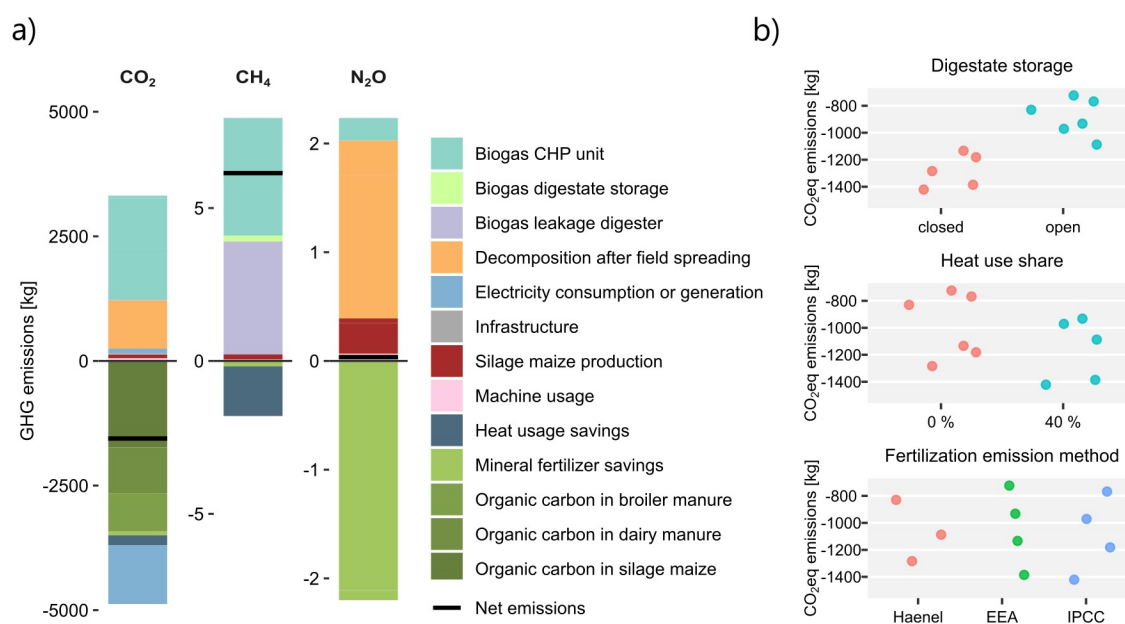 a)
CO₂
CH₄
N₂O
GHG emissions [kg]
5000
2500
0
-2500
-5000
5
0
-5
2
1
0
-1
-2
Biogas CHP unit
Biogas digestate storage
Biogas leakage digester
Decomposition after field spreading
Electricity consumption or generation
Infrastructure
Silage maize production
Machine usage
Heat usage savings
Mineral fertilizer savings
Organic carbon in broiler manure
Organic carbon in dairy manure
Organic carbon in silage maize
Net emissions
b)
Digestate storage
CO₂eq emissions [kg]
-800
-1000
-1200
-1400
closed
open
Heat use share
CO₂eq emissions [kg]
-800
-1000
-1200
-1400
0 %
40 %
Fertilization emission method
CO₂eq emissions [kg]
-800
-1000
-1200
-1400
Haenel
EEA
IPCC